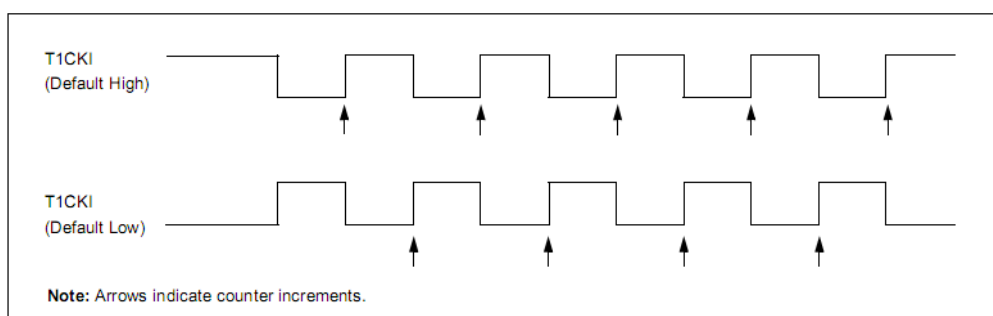 T1CKI
(Default High)
T1CKI
(Default Low)
Note: Arrows indicate counter increments.